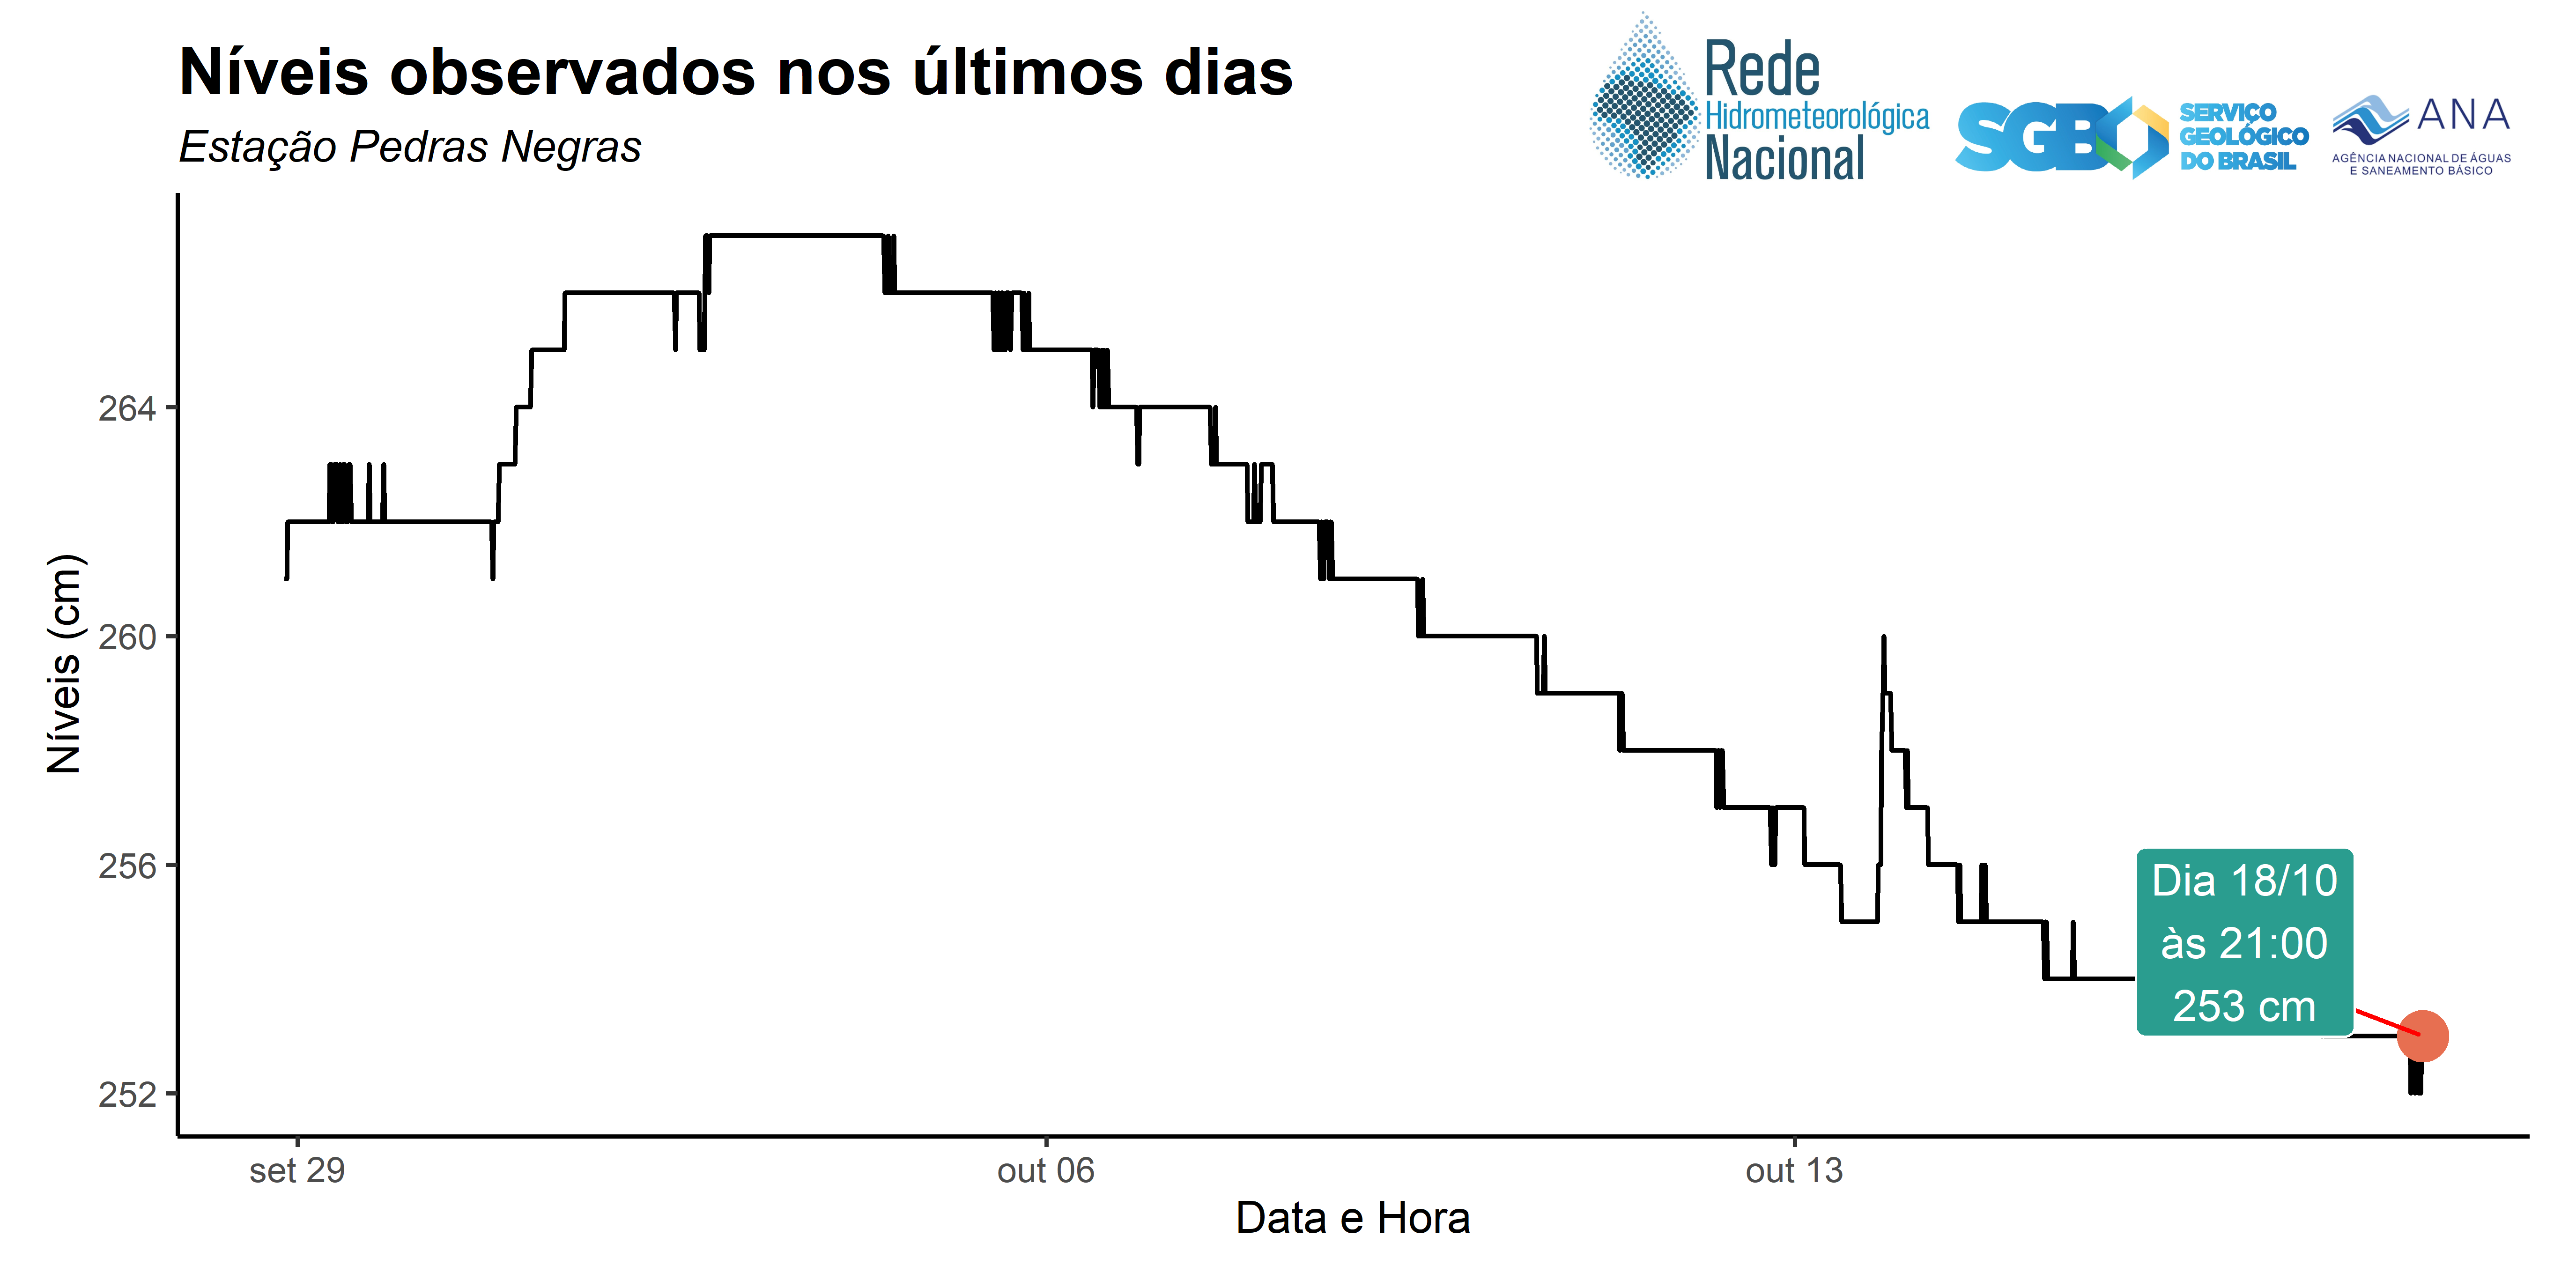 Níveis observados nos últimos dias
Estação Pedras Negras
Rede
Hidrometeorológica
Nacional
SGB
SERVIÇO
GEOLÓGICO
DO BRASIL
ANA
AGÊNCIA NACIONAL DE ÁGUAS
E SANEAMENTO BÁSICO
Níveis (cm)
264
260
256
252
Dia 18/10
às 21:00
253 cm
set 29
out 06
out 13
Data e Hora